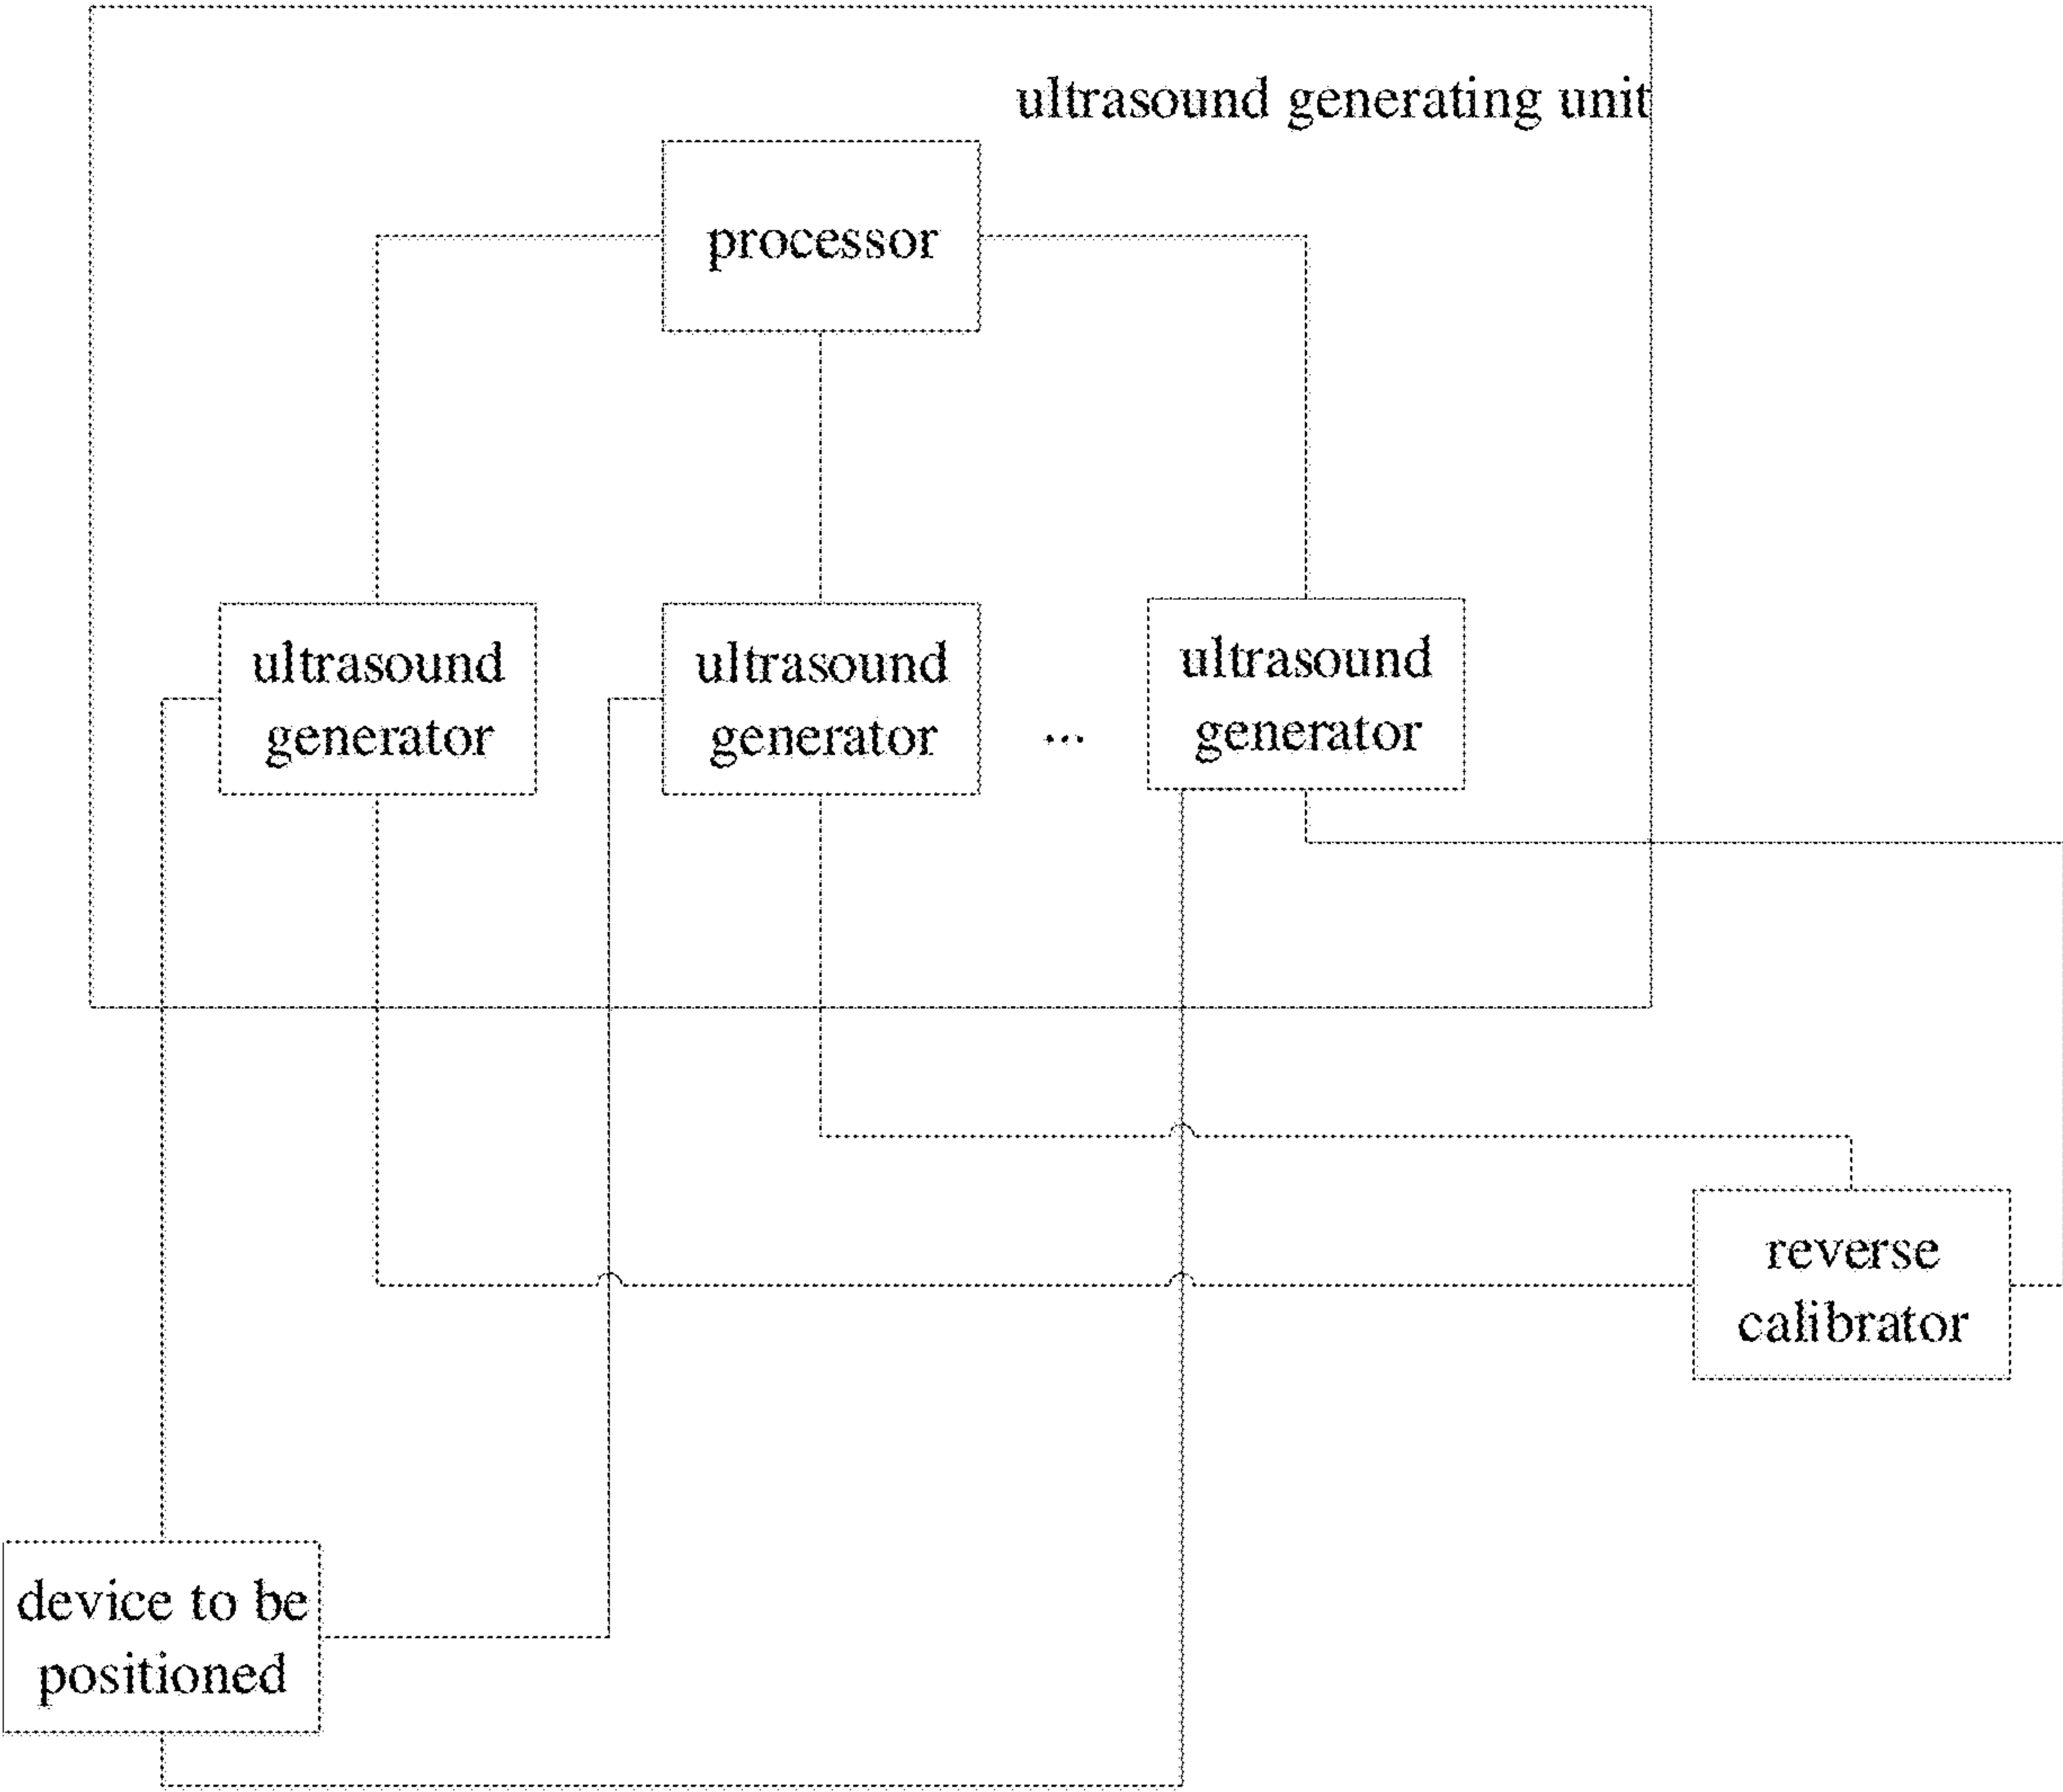 ultrasound generating unit
processor
ultrasound
generator
ultrasound
generator
...
ultrasound
generator
reverse
calibrator
device to be
positioned